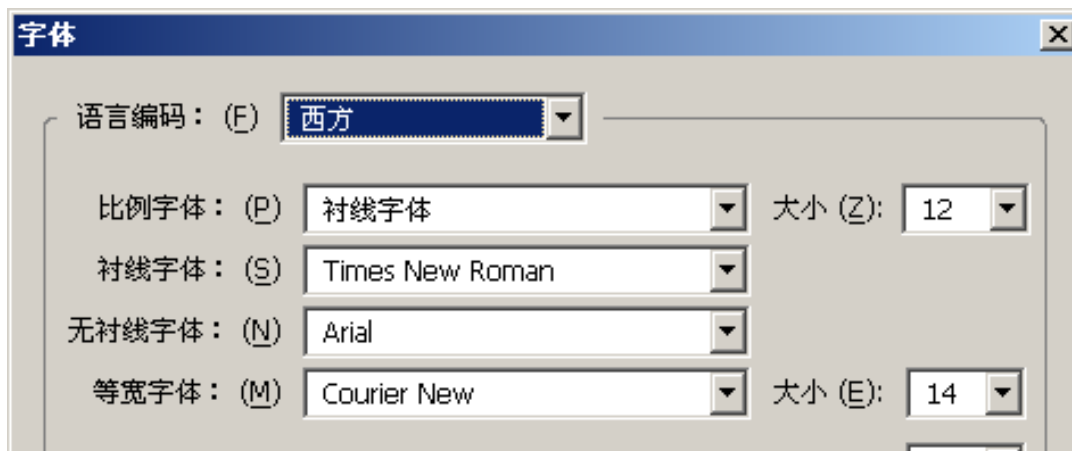 字体
语言编码：(F) 西方
比例字体：(P) 衬线字体 大小 (Z): 12
衬线字体：(S) Times New Roman
无衬线字体：(N) Arial
等宽字体：(M) Courier New 大小 (E): 14